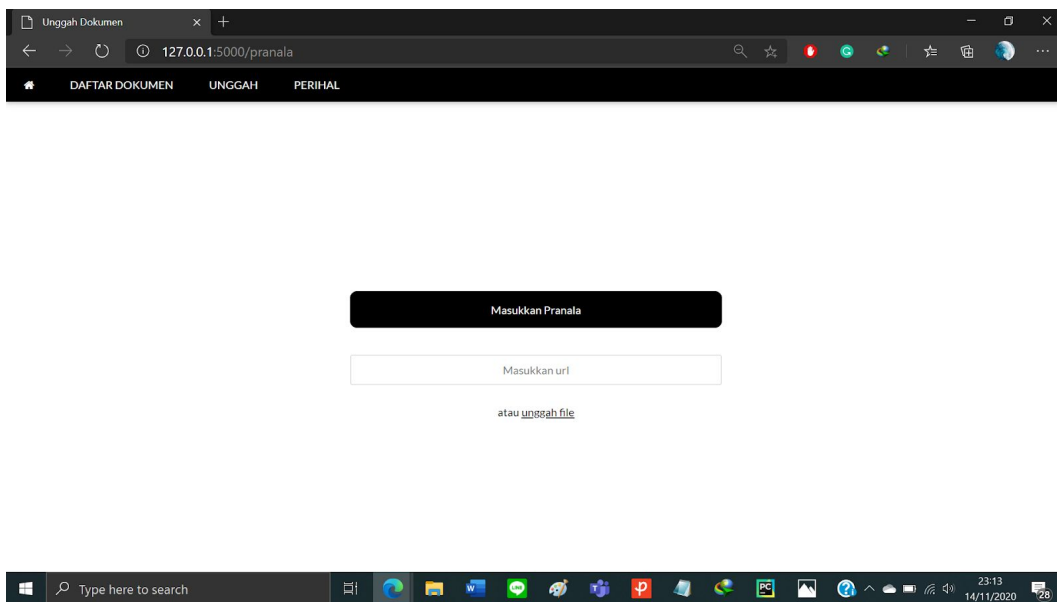 Unggah Dokumen
127.0.0.1:5000/pranala
DAFTAR DOKUMEN UNGGAH PERIHAL
Masukkan Pranala
Masukkan url
atau unggah file
Type here to search
23:13
14/11/2020
28